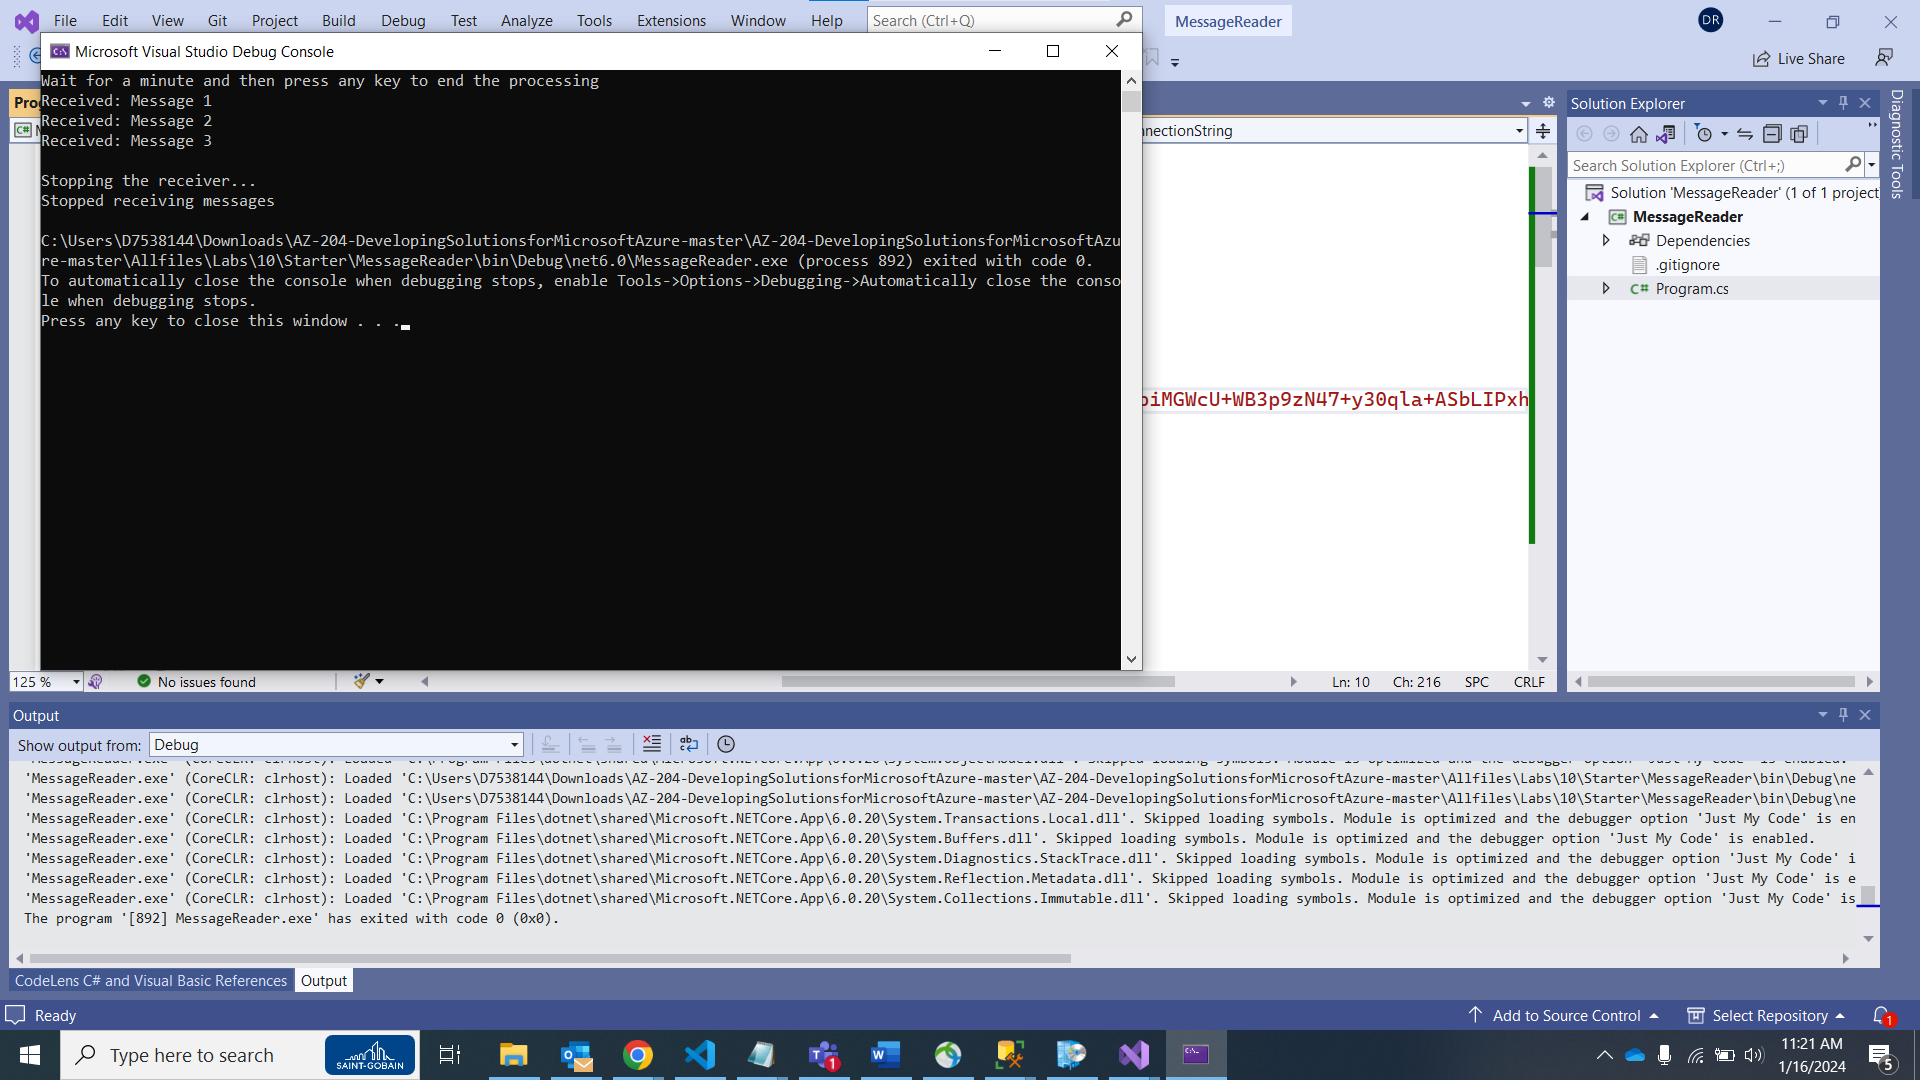 File Edit View Git Project Build Debug Test Analyze Tools Extensions Window Help Search (Ctrl+Q) MessageReader DR
Live Share
Microsoft Visual Studio Debug Console
Wait for a minute and then press any key to end the processing
Received: Message 1
Received: Message 2
Received: Message 3
Stopping the receiver...
Stopped receiving messages
C:\Users\D7538144\Downloads\AZ-204-DevelopingSolutionsforMicrosoftAzure-master\AZ-204-DevelopingSolutionsforMicrosoftAzu
re-master\Allfiles\Labs\10\Starter\MessageReader\bin\Debug\net6.0\MessageReader.exe (process 892) exited with code 0.
To automatically close the console when debugging stops, enable Tools->Options->Debugging->Automatically close the conso
le when debugging stops.
Press any key to close this window . . .
nnectionString
piMGWcU+WB3p9zN47+y30qla+ASbLIPxh
Solution Explorer
Search Solution Explorer (Ctrl+;)
Solution 'MessageReader' (1 of 1 project
MessageReader
Dependencies
.gitignore
C# Program.cs
Diagnostic Tools
125 % No issues found Ln: 10 Ch: 216 SPC CRLF
Output
Show output from: Debug
'MessageReader.exe' (CoreCLR: clrhost): Loaded 'C:\Users\D7538144\Downloads\AZ-204-DevelopingSolutionsforMicrosoftAzure-master\AZ-204-DevelopingSolutionsforMicrosoftAzure-master\Allfiles\Labs\10\Starter\MessageReader\bin\Debug\ne
'MessageReader.exe' (CoreCLR: clrhost): Loaded 'C:\Users\D7538144\Downloads\AZ-204-DevelopingSolutionsforMicrosoftAzure-master\AZ-204-DevelopingSolutionsforMicrosoftAzure-master\Allfiles\Labs\10\Starter\MessageReader\bin\Debug\ne
'MessageReader.exe' (CoreCLR: clrhost): Loaded 'C:\Program Files\dotnet\shared\Microsoft.NETCore.App\6.0.20\System.Transactions.Local.dll'. Skipped loading symbols. Module is optimized and the debugger option 'Just My Code' is en
'MessageReader.exe' (CoreCLR: clrhost): Loaded 'C:\Program Files\dotnet\shared\Microsoft.NETCore.App\6.0.20\System.Buffers.dll'. Skipped loading symbols. Module is optimized and the debugger option 'Just My Code' is enabled.
'MessageReader.exe' (CoreCLR: clrhost): Loaded 'C:\Program Files\dotnet\shared\Microsoft.NETCore.App\6.0.20\System.Diagnostics.StackTrace.dll'. Skipped loading symbols. Module is optimized and the debugger option 'Just My Code' i
'MessageReader.exe' (CoreCLR: clrhost): Loaded 'C:\Program Files\dotnet\shared\Microsoft.NETCore.App\6.0.20\System.Reflection.Metadata.dll'. Skipped loading symbols. Module is optimized and the debugger option 'Just My Code' is e
'MessageReader.exe' (CoreCLR: clrhost): Loaded 'C:\Program Files\dotnet\shared\Microsoft.NETCore.App\6.0.20\System.Collections.Immutable.dll'. Skipped loading symbols. Module is optimized and the debugger option 'Just My Code' is
The program '[892] MessageReader.exe' has exited with code 0 (0x0).
CodeLens C# and Visual Basic References Output
Ready Add to Source Control Select Repository 1
Type here to search SAINT-GOBAIN 1 11:21 AM
1/16/2024 5